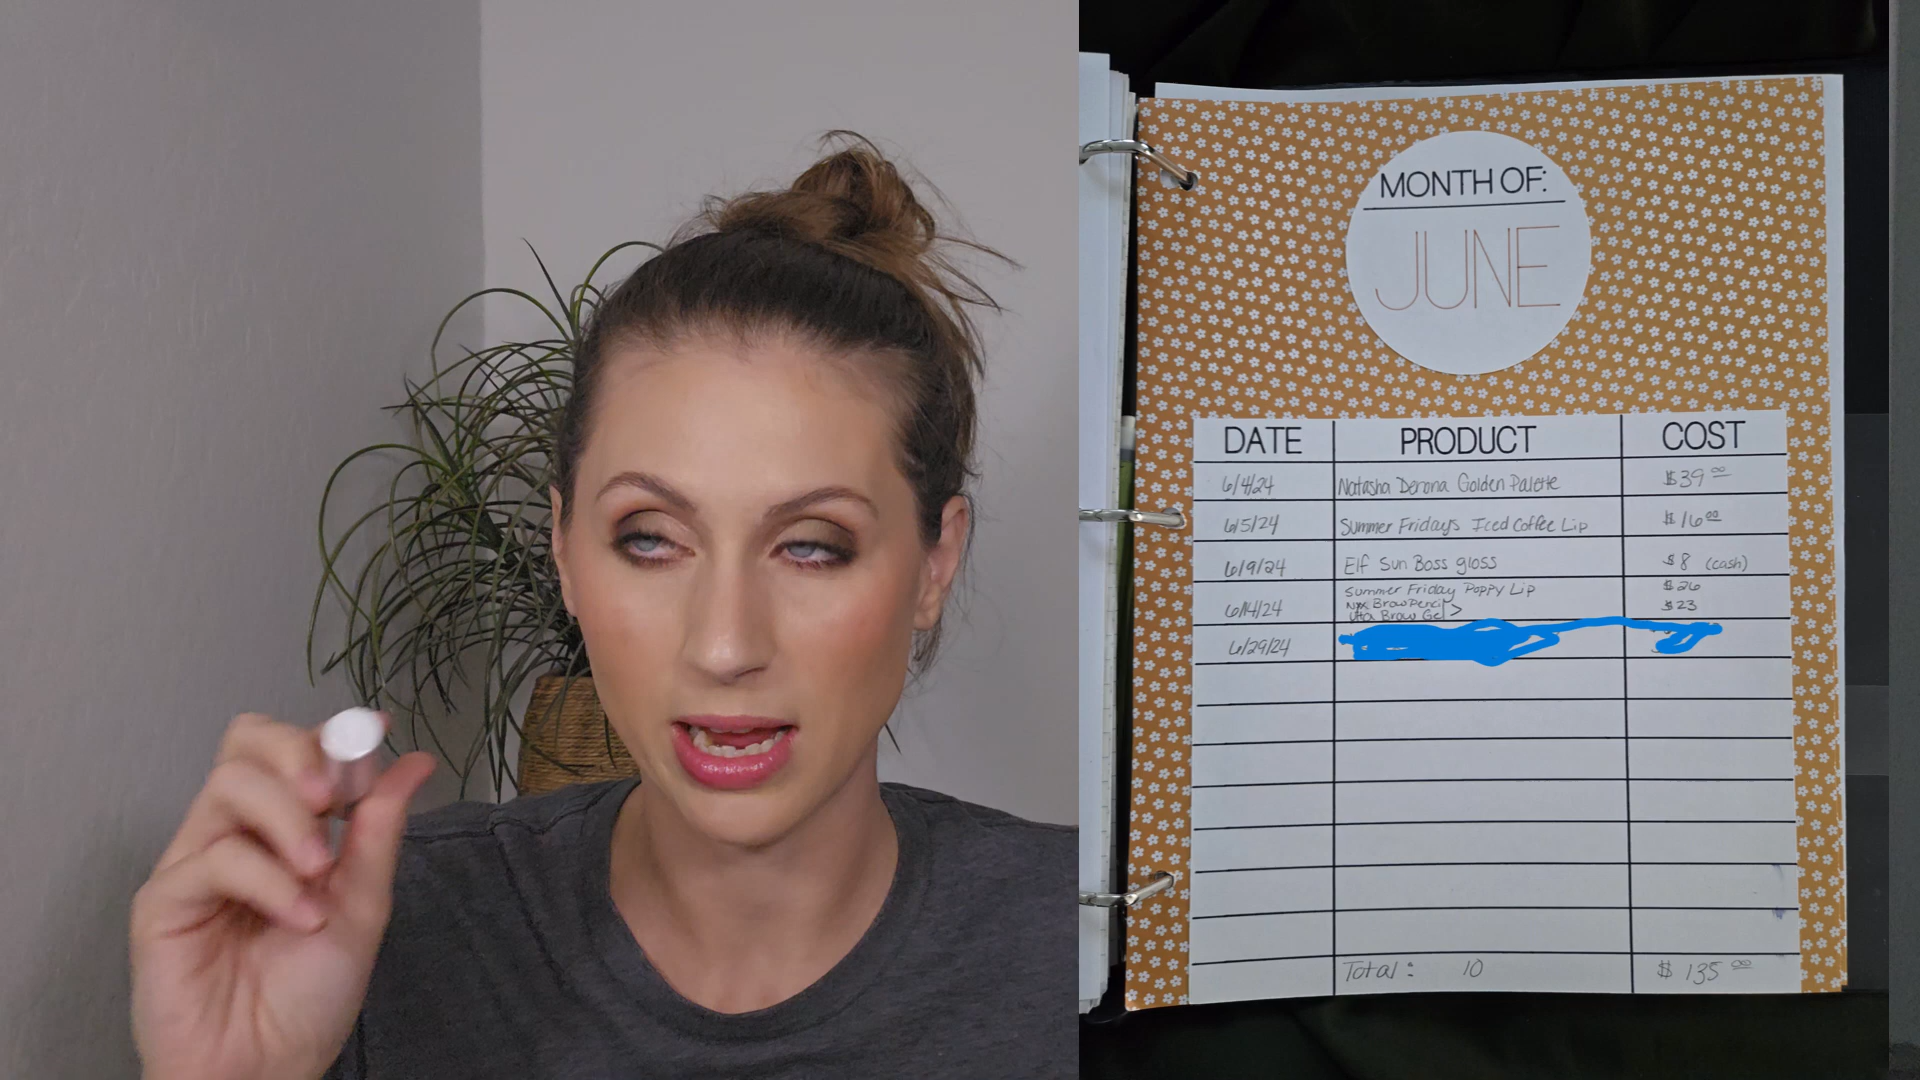 MONTH OF:
JUNE
DATE PRODUCT COST
6/4/24 Natasha Denona Golden Palette $39.00
6/5/24 Summer Fridays Iced Coffee Lip $16.00
6/9/24 Elf Sun Boss gloss $8 (cash)
6/14/24 Summer Friday Poppy Lip $26
Nyx Brow Pencil > $23
Brow Gel
6/29/24
Total: 10 $135.00